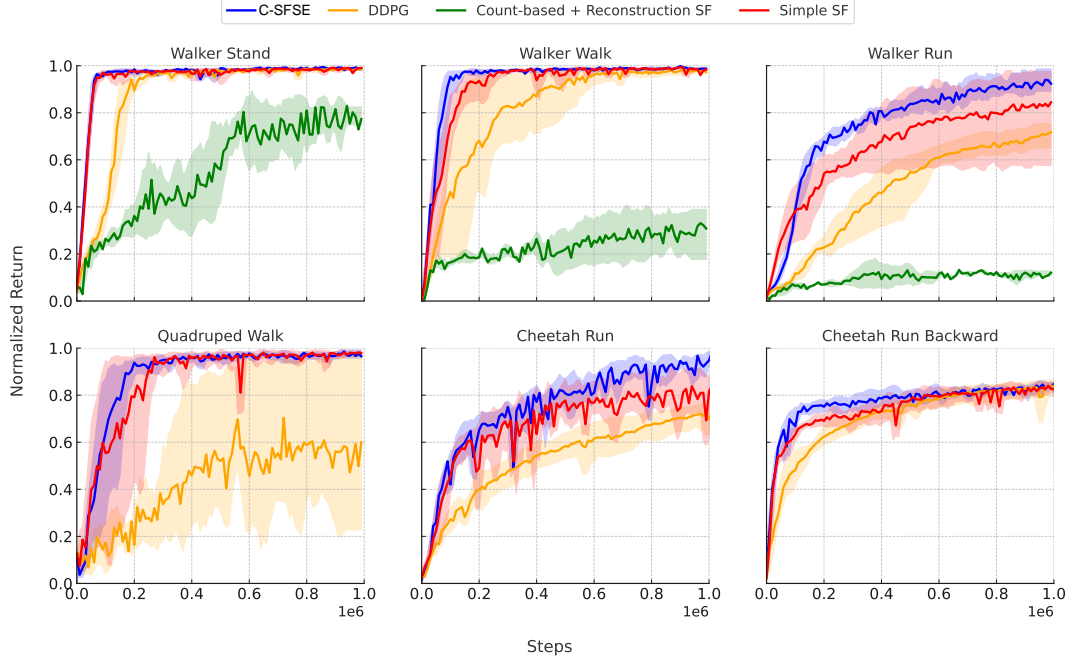 C-SFSE DDPG Count-based + Reconstruction SF Simple SF
Walker Stand Walker Walk Walker Run
1.0
0.8
0.6
0.4
0.2
0.0
Quadruped Walk Cheetah Run Cheetah Run Backward
1.0
0.8
0.6
0.4
0.2
0.0
0.0 0.2 0.4 0.6 0.8 1.0 0.0 0.2 0.4 0.6 0.8 1.0 0.0 0.2 0.4 0.6 0.8 1.0
1e6 1e6 1e6
Normalized Return
Steps